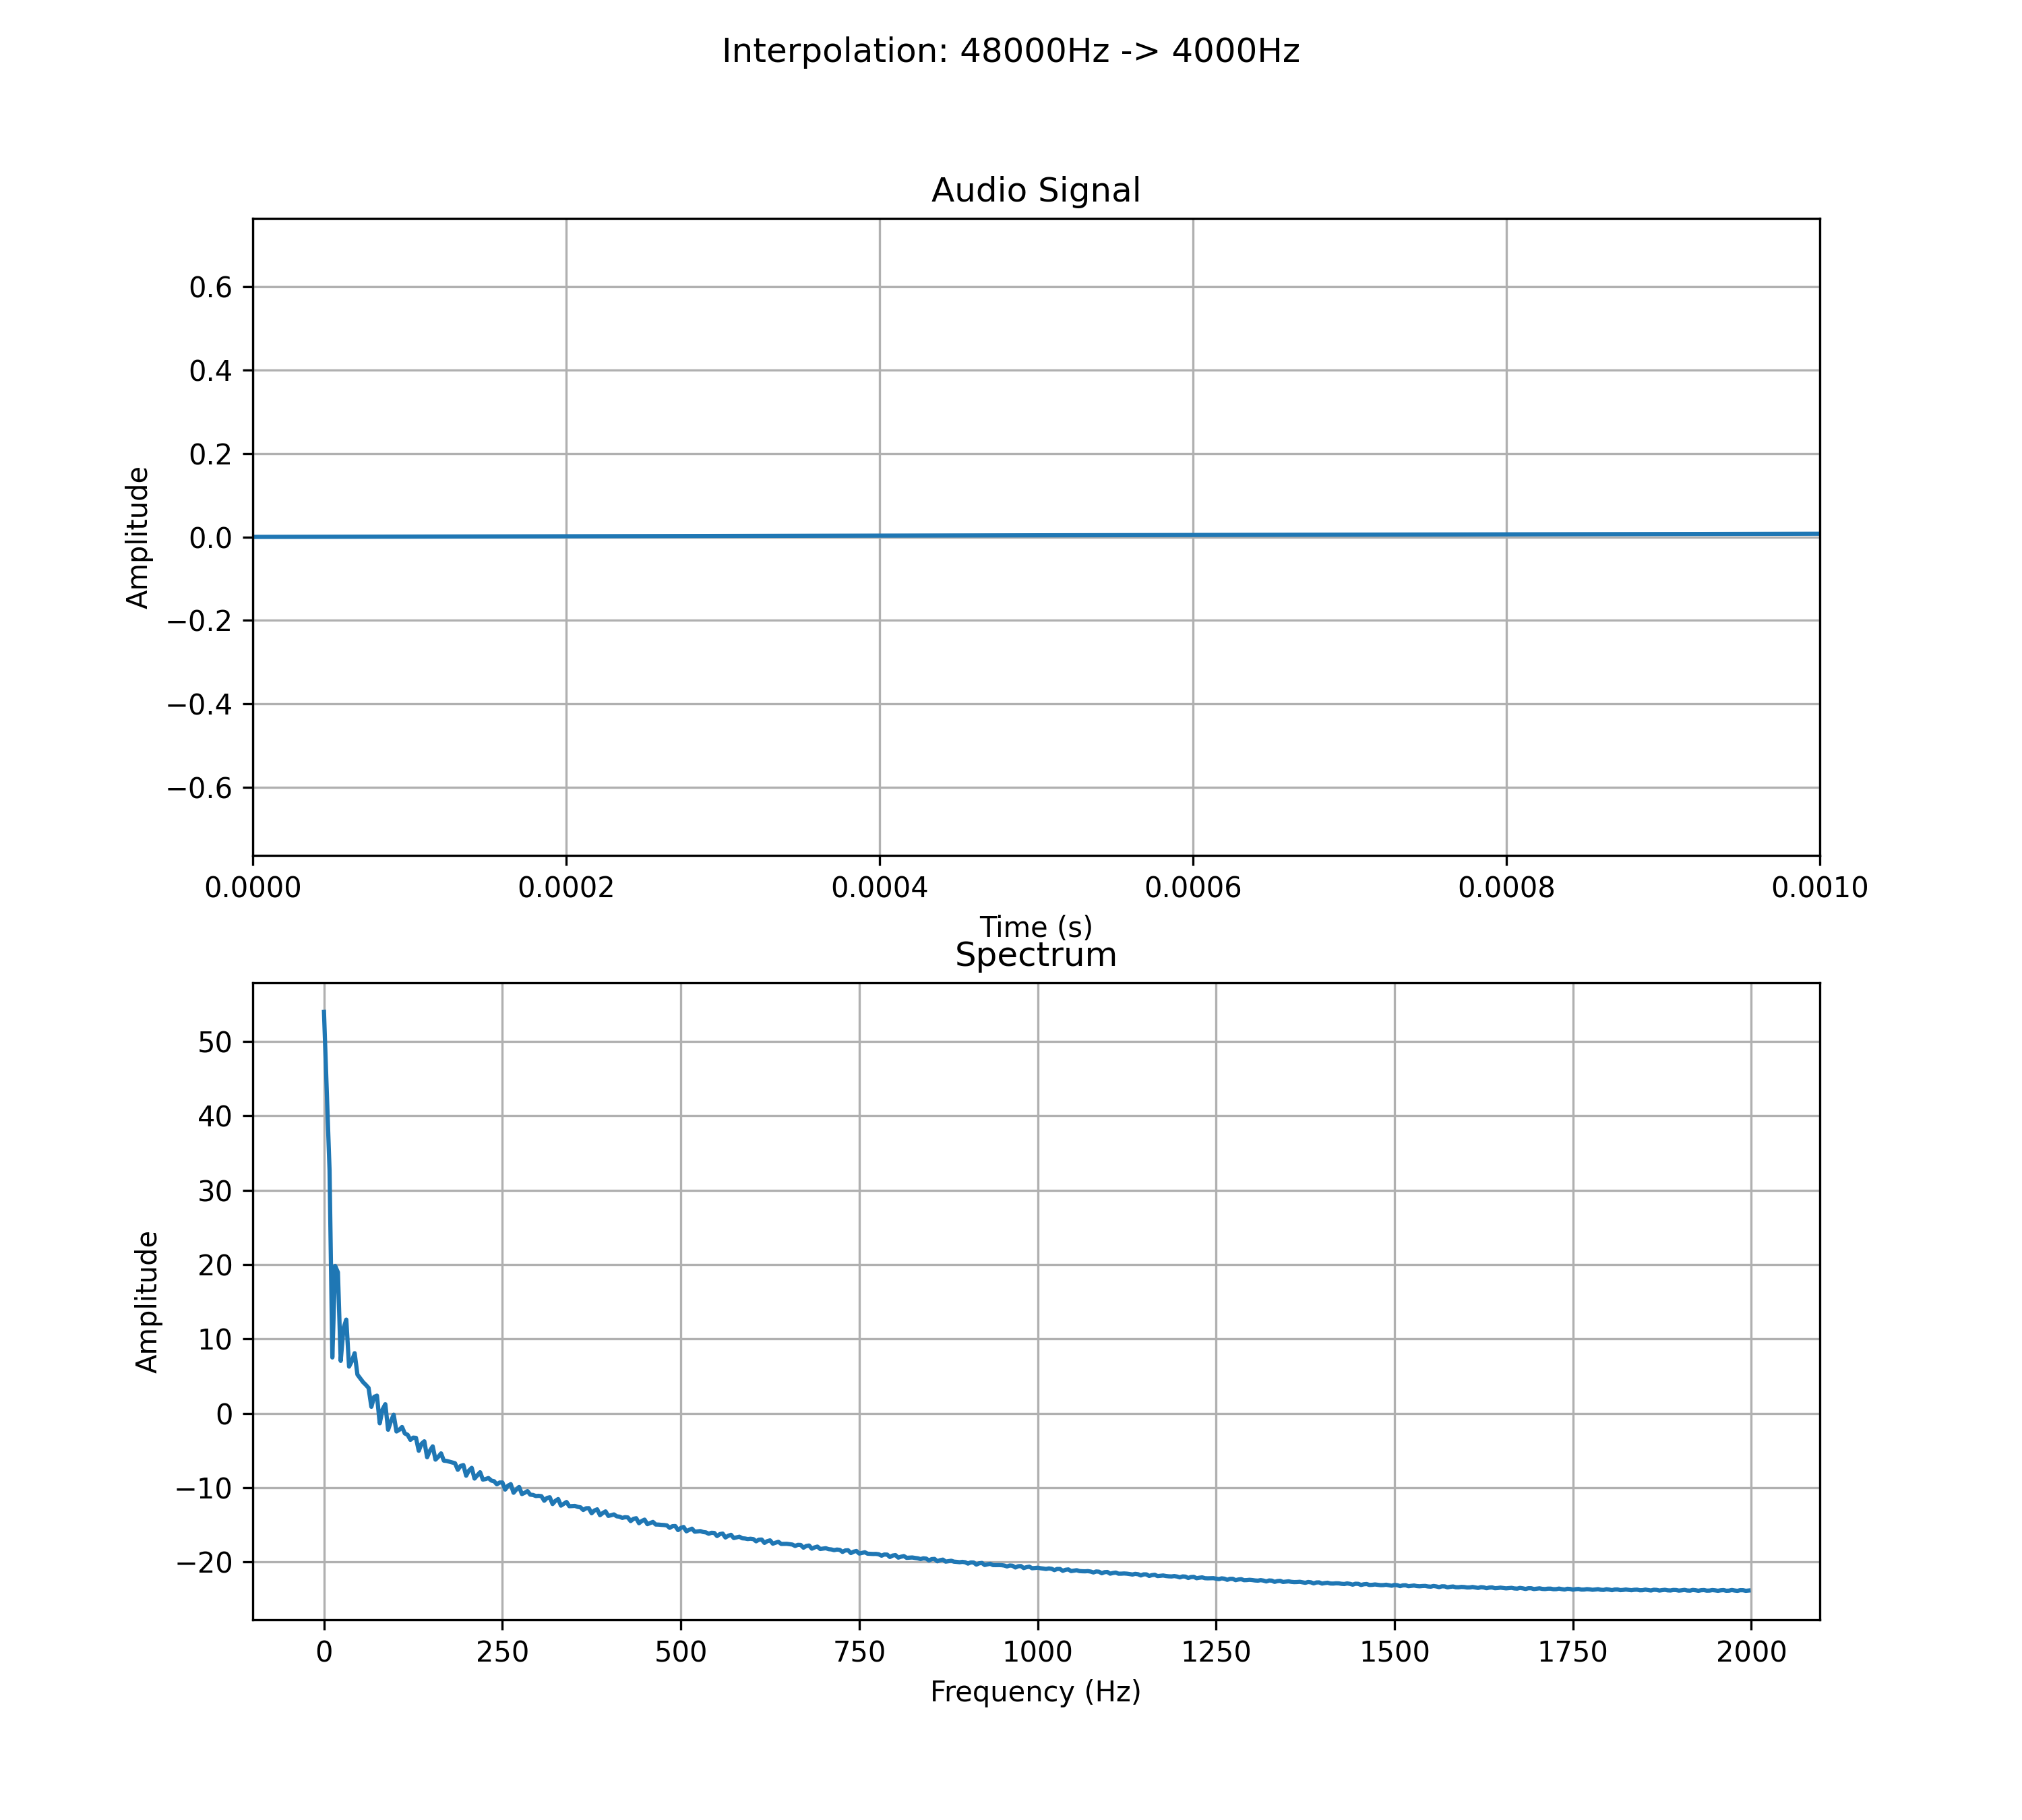 Interpolation: 48000Hz -> 4000Hz
Audio Signal
Amplitude
0.6
0.4
0.2
0.0
−0.2
−0.4
−0.6
0.0000 0.0002 0.0004 0.0006 0.0008 0.0010
Time (s)
Spectrum
Amplitude
50
40
30
20
10
0
−10
−20
0 250 500 750 1000 1250 1500 1750 2000
Frequency (Hz)